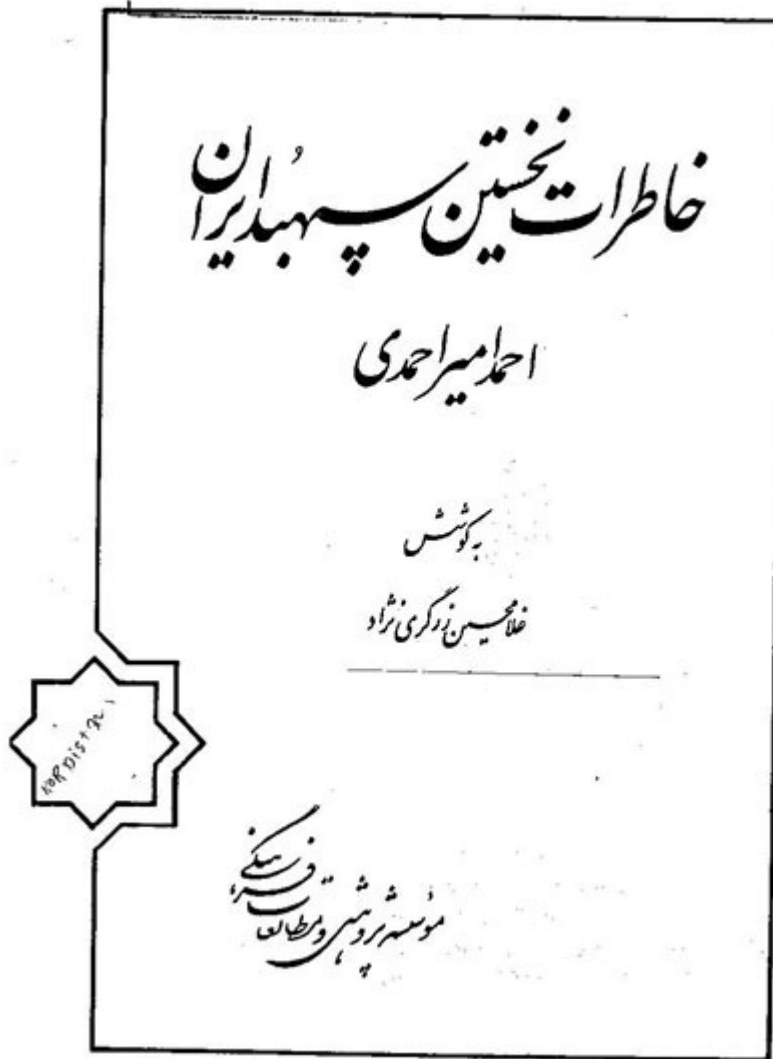 خاطرات نخستین سپهبد ایران
احمد امیراحمدی
به کوشش
غلامحسین زرگری نژاد
مؤسسه پژوهش و مطالعات فرهنگی